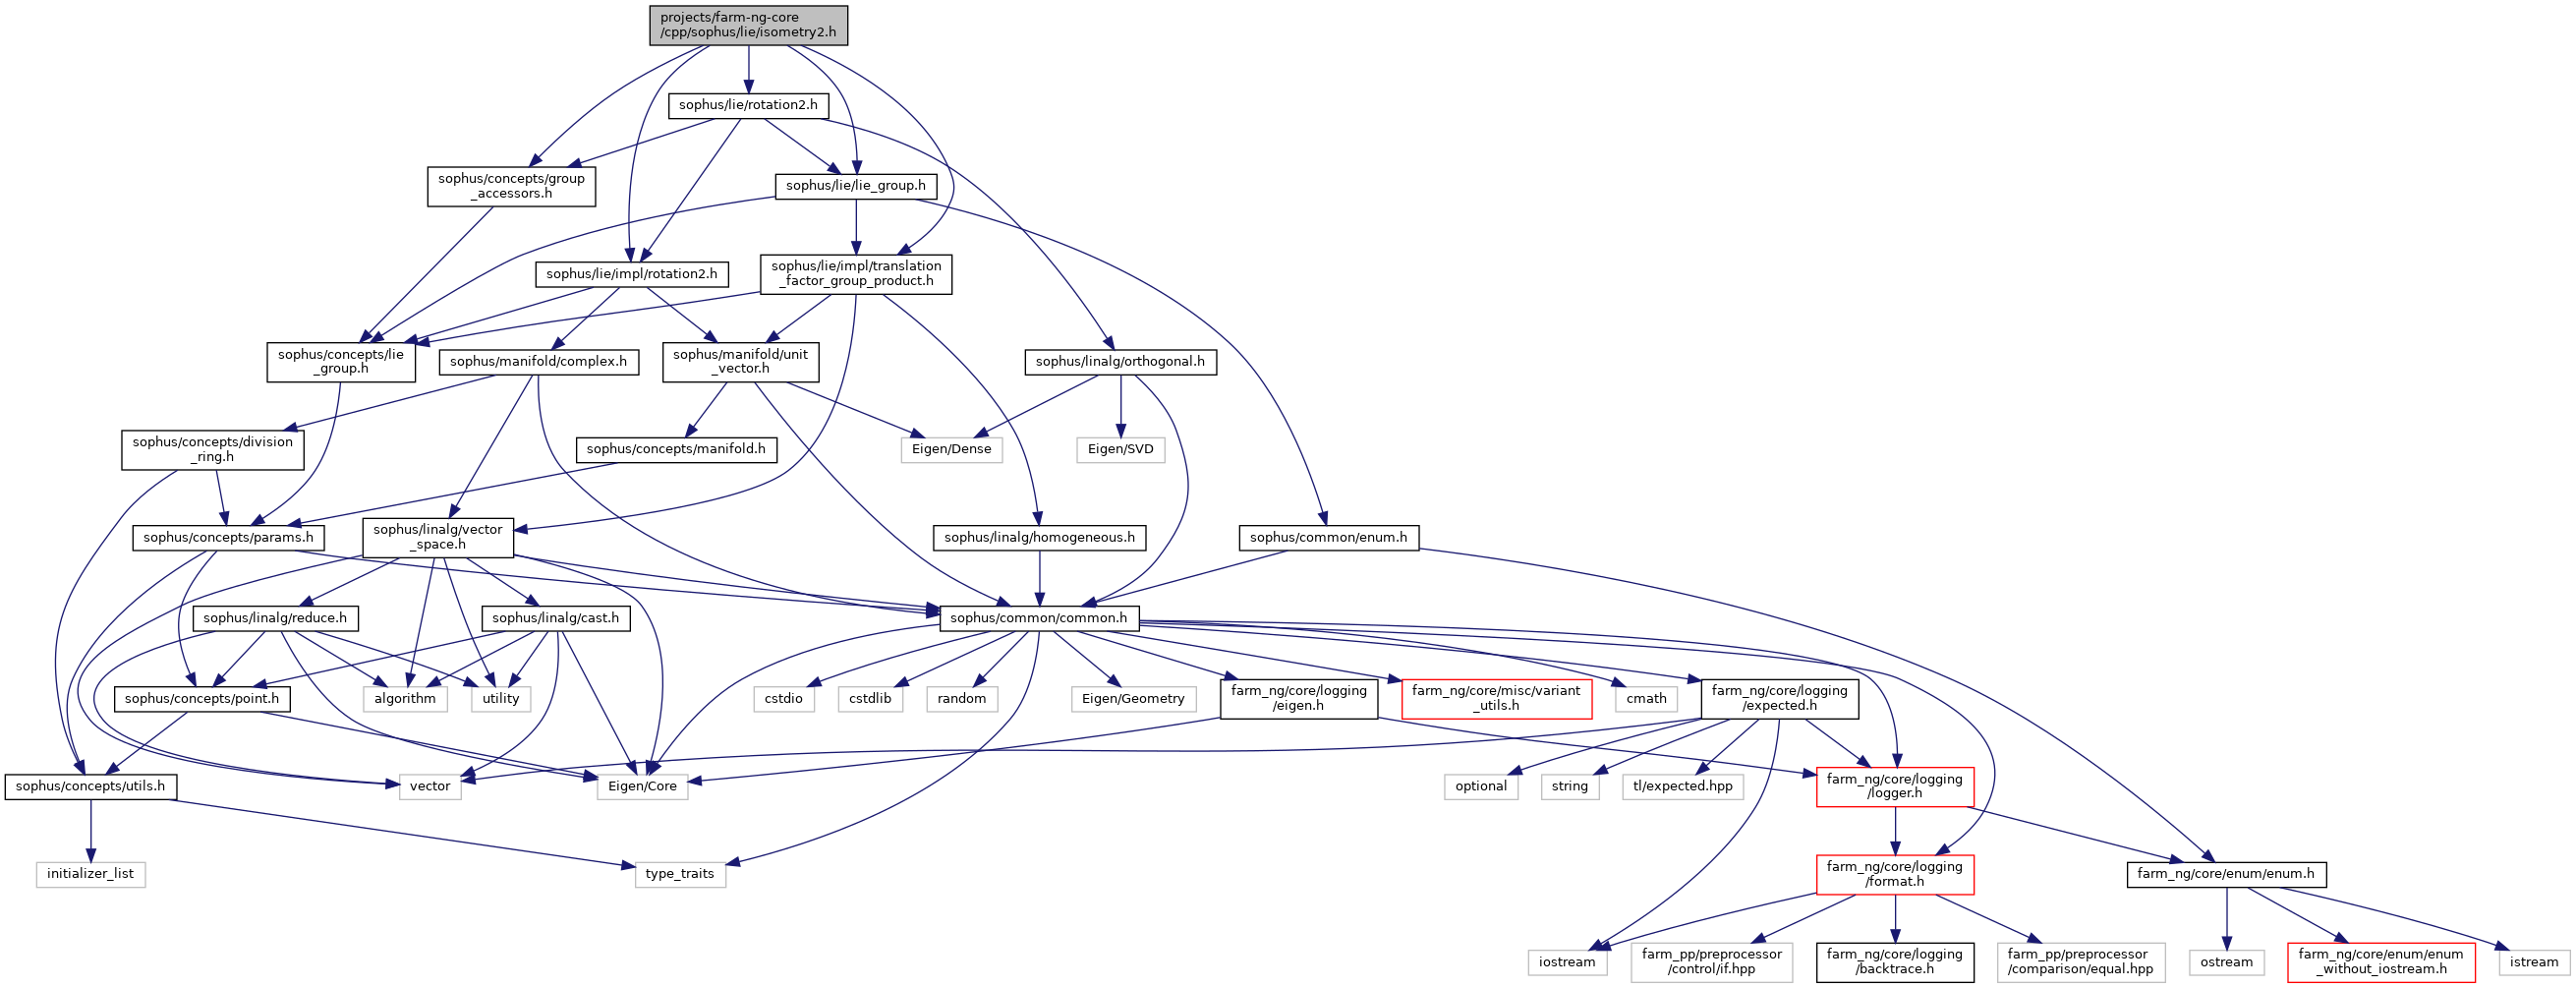 projects/farm-ng-core
/cpp/sophus/lie/isometry2.h
sophus/lie/rotation2.h
sophus/concepts/group
_accessors.h
sophus/lie/lie_group.h
sophus/lie/impl/rotation2.h
sophus/lie/impl/translation
_factor_group_product.h
sophus/concepts/lie
_group.h
sophus/manifold/complex.h
sophus/manifold/unit
_vector.h
sophus/linalg/orthogonal.h
sophus/concepts/division
_ring.h
sophus/concepts/manifold.h
Eigen/Dense
Eigen/SVD
sophus/concepts/params.h
sophus/linalg/vector
_space.h
sophus/linalg/homogeneous.h
sophus/common/enum.h
sophus/linalg/reduce.h
sophus/linalg/cast.h
sophus/common/common.h
sophus/concepts/point.h
algorithm
utility
cstdio
cstdlib
random
Eigen/Geometry
farm_ng/core/logging
/eigen.h
farm_ng/core/misc/variant
_utils.h
cmath
farm_ng/core/logging
/expected.h
sophus/concepts/utils.h
vector
Eigen/Core
optional
string
tl/expected.hpp
farm_ng/core/logging
/logger.h
initializer_list
type_traits
farm_ng/core/logging
/format.h
farm_ng/core/enum/enum.h
iostream
farm_pp/preprocessor
/control/if.hpp
farm_ng/core/logging
/backtrace.h
farm_pp/preprocessor
/comparison/equal.hpp
ostream
farm_ng/core/enum/enum
_without_iostream.h
istream